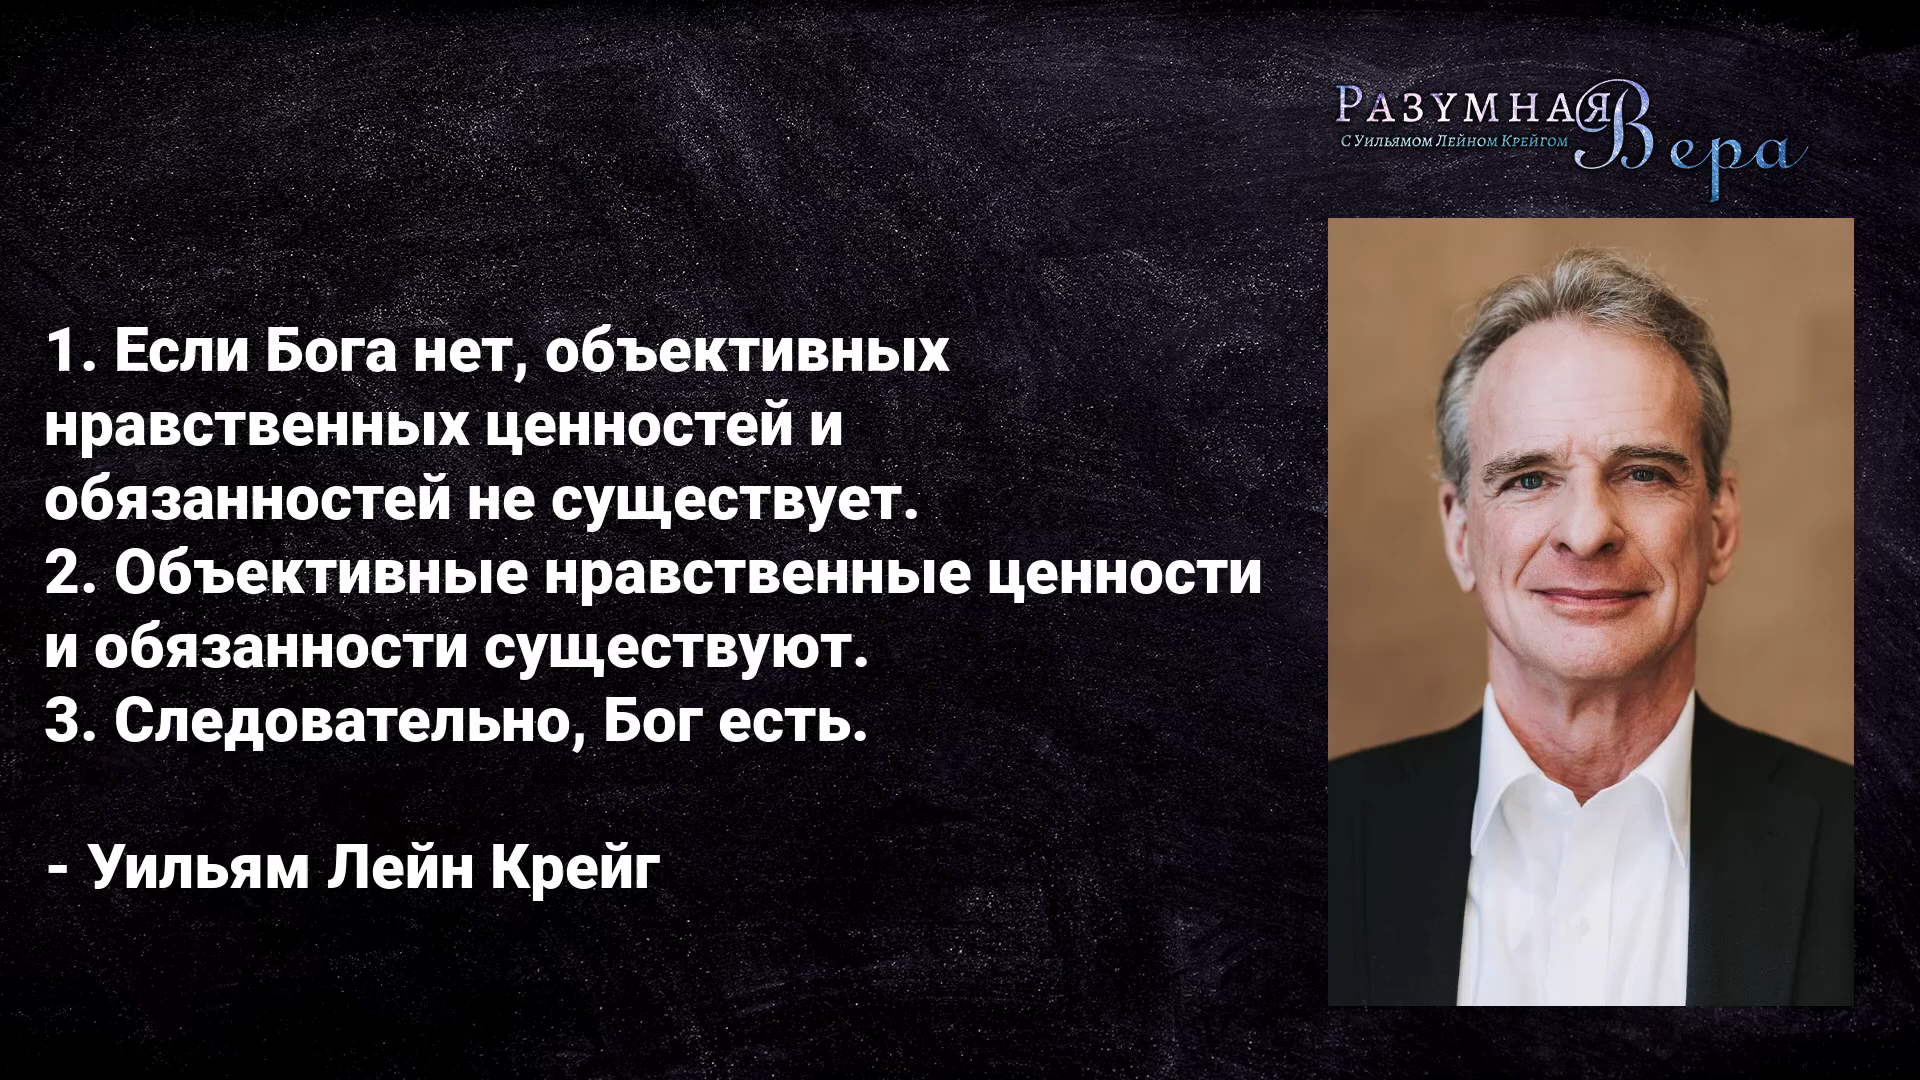 Разумная Вера
с Уильямом Лейном Крейгом
1. Если Бога нет, объективных
нравственных ценностей и
обязанностей не существует.
2. Объективные нравственные ценности
и обязанности существуют.
3. Следовательно, Бог есть.
- Уильям Лейн Крейг